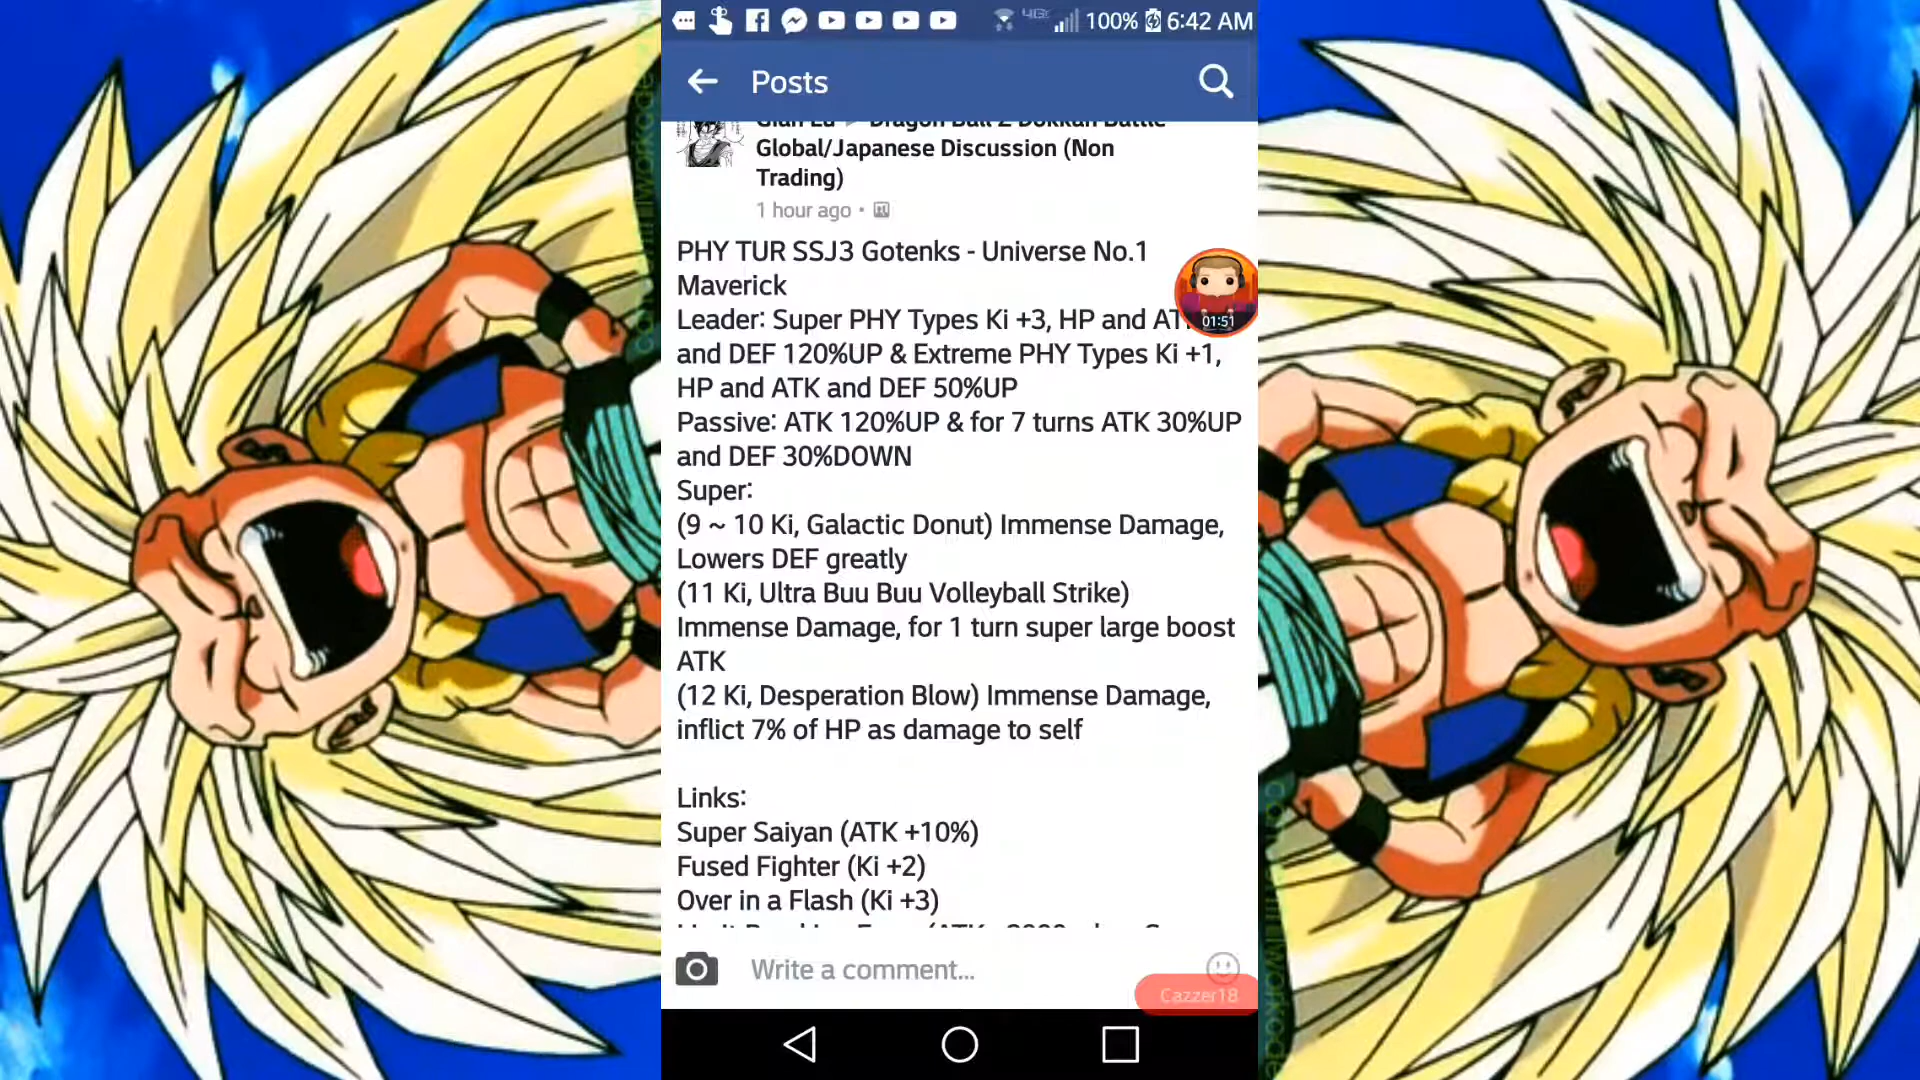 100% 6:42 AM
Posts
Global/Japanese Discussion (Non
Trading)
1 hour ago •
PHY TUR SSJ3 Gotenks - Universe No.1
Maverick
Leader: Super PHY Types Ki +3, HP and AT
01:51
and DEF 120%UP & Extreme PHY Types Ki +1,
HP and ATK and DEF 50%UP
Passive: ATK 120%UP & for 7 turns ATK 30%UP
and DEF 30%DOWN
Super:
(9 ~ 10 Ki, Galactic Donut) Immense Damage,
Lowers DEF greatly
(11 Ki, Ultra Buu Buu Volleyball Strike)
Immense Damage, for 1 turn super large boost
ATK
(12 Ki, Desperation Blow) Immense Damage,
inflict 7% of HP as damage to self
Links:
Super Saiyan (ATK +10%)
Fused Fighter (Ki +2)
Over in a Flash (Ki +3)
Write a comment...
Cazzer18